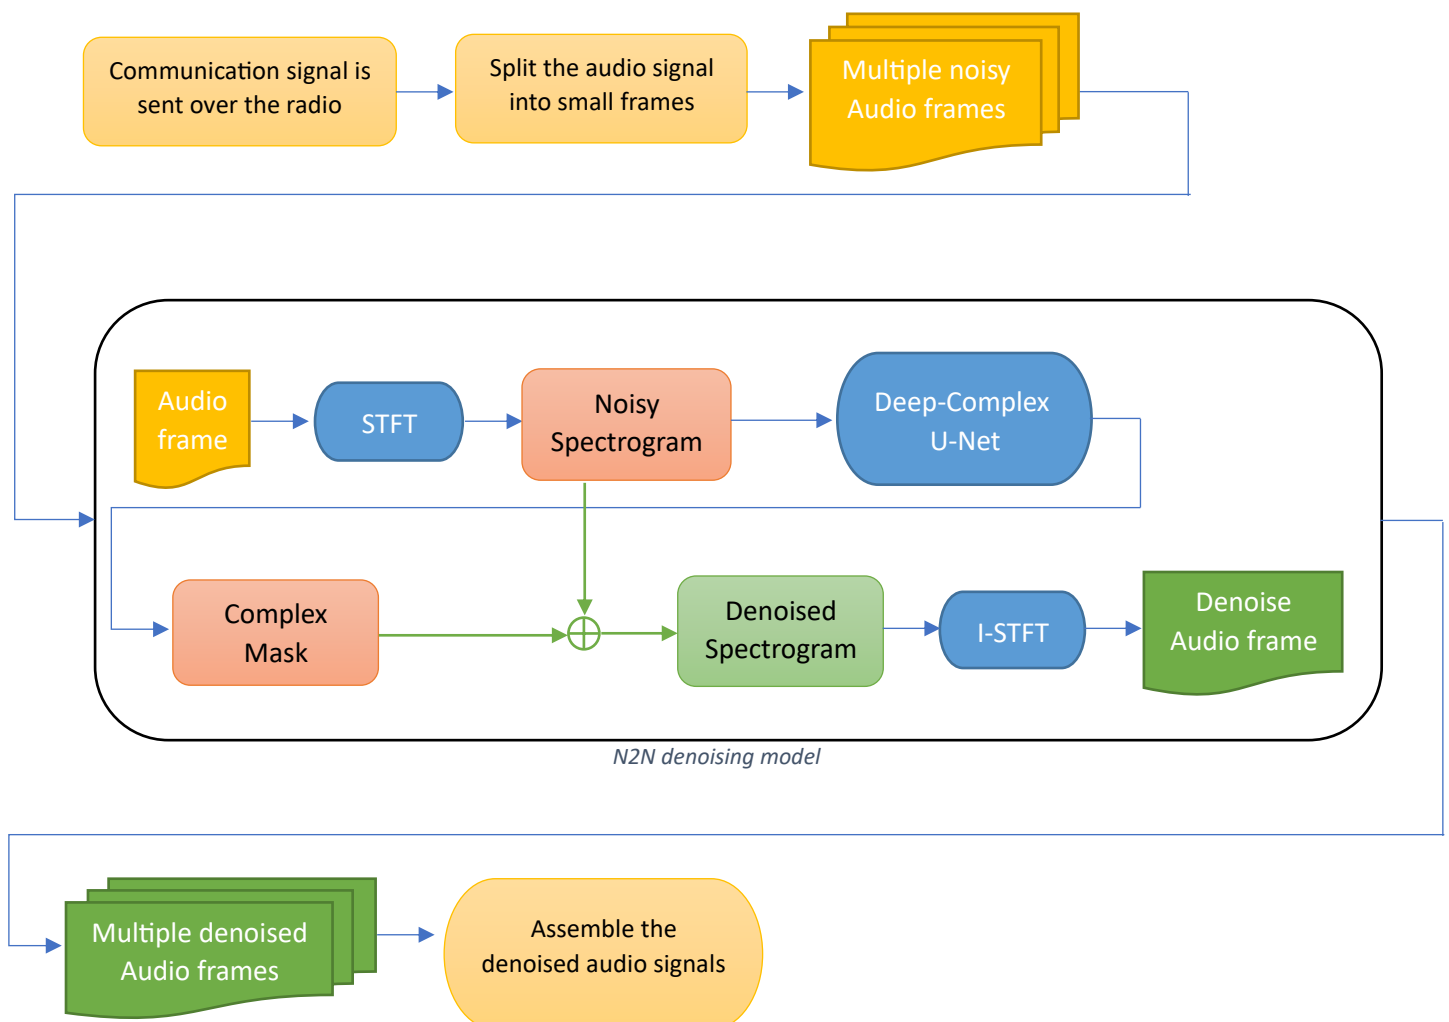 Communication signal is
sent over the radio
Split the audio signal
into small frames
Multiple noisy
Audio frames
Audio
frame
STFT
Noisy
Spectrogram
Deep-Complex
U-Net
Complex
Mask
Denoised
Spectrogram
I-STFT
Denoise
Audio frame
N2N denoising model
Multiple denoised
Audio frames
Assemble the
denoised audio signals